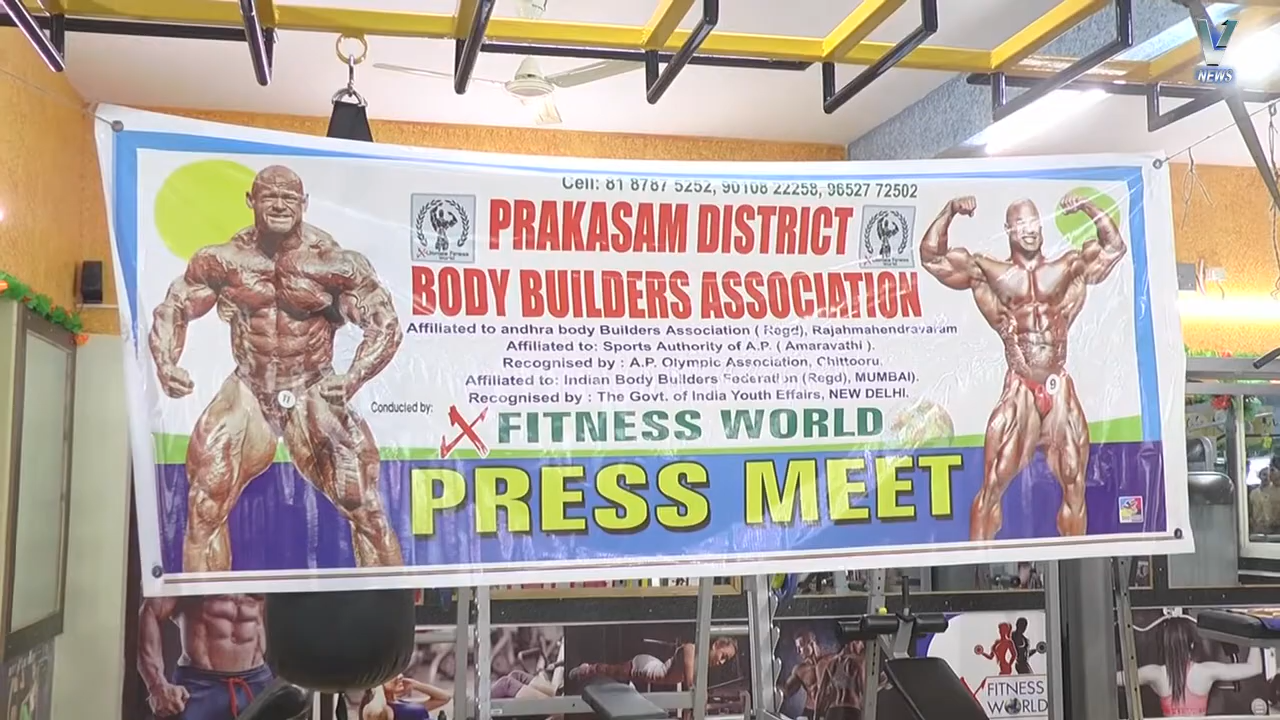 V
NEWS
Cell: 81 8787 5252, 90108 22258, 96527 72502
PRAKASAM DISTRICT
BODY BUILDERS ASSOCIATION
Affiliated to andhra body Builders Association ( Regd), Rajahmahendravaram
Affiliated to: Sports Authority of A.P. ( Amaravathi ).
Recognised by : A.P. Olympic Association, Chittooru.
Affiliated to: Indian Body Builders Federation (Regd), MUMBAI).
Recognised by : The Govt. of India Youth Effairs, NEW DELHI.
Conducted by:
X FITNESS WORLD
PRESS MEET
11
9
X FITNESS
WORLD